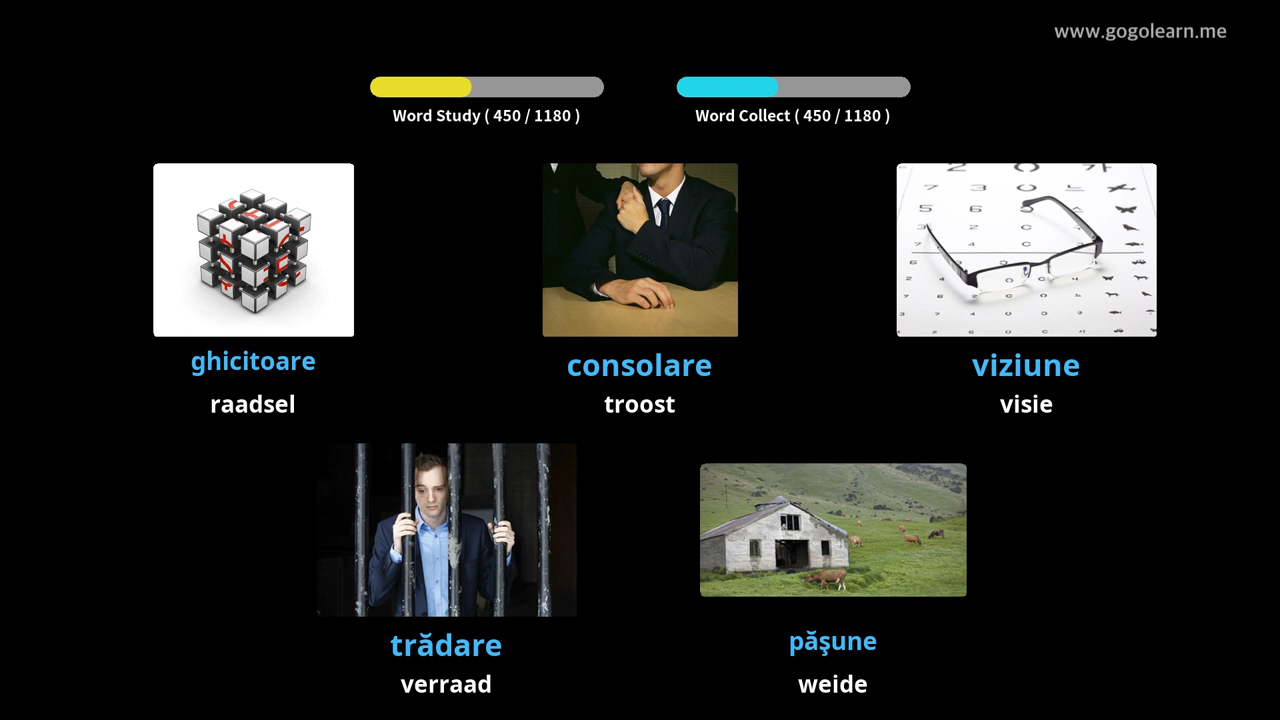 www.gogolearn.me
Word Study ( 450 / 1180 )
Word Collect ( 450 / 1180 )
ghicitoare
raadsel
consolare
troost
viziune
visie
trădare
verraad
păşune
weide